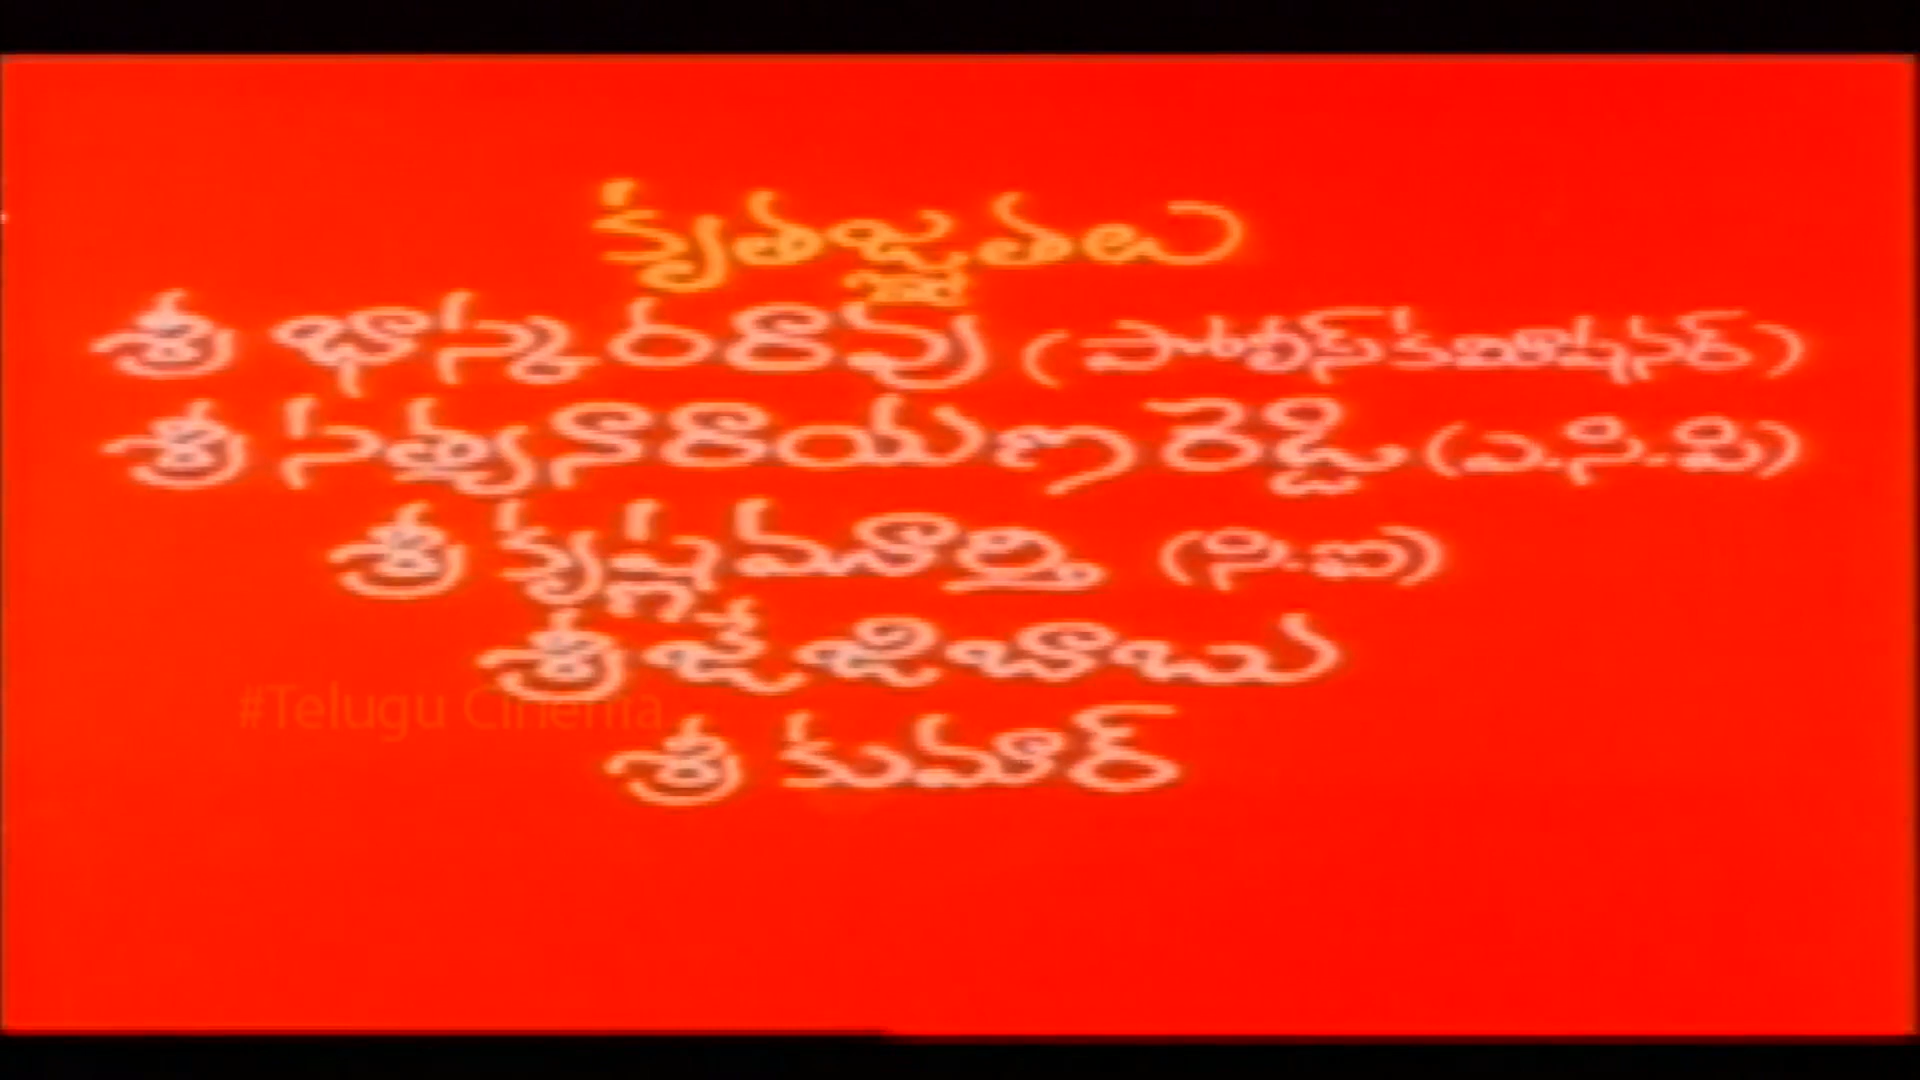 కృతజ్ఞతలు
శ్రీ భాస్కరరావు (పోలీస్ కమీషనర్)
శ్రీ సత్యనారాయణ రెడ్డి (ఎ.సి.పి)
శ్రీ కృష్ణమూర్తి (సి.ఐ)
శ్రీ జేజిబాబు
#Telugu Cinema
శ్రీ కుమార్